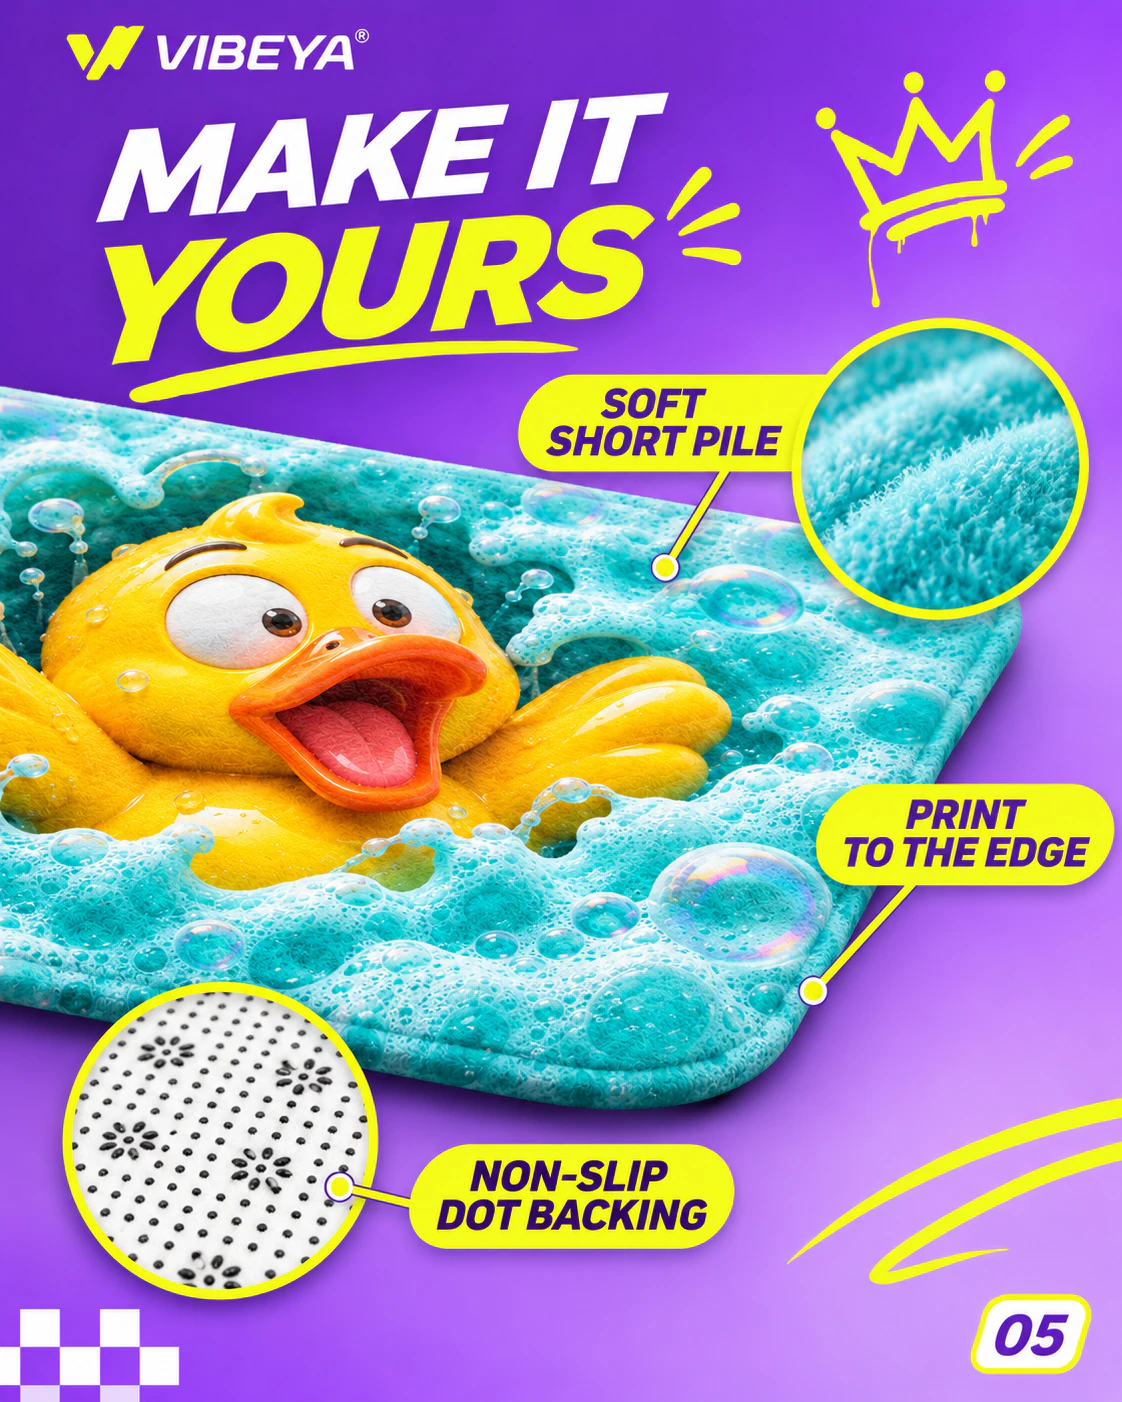 VIBEYA®
MAKE IT
YOURS
SOFT
SHORT PILE
PRINT
TO THE EDGE
NON-SLIP
DOT BACKING
05